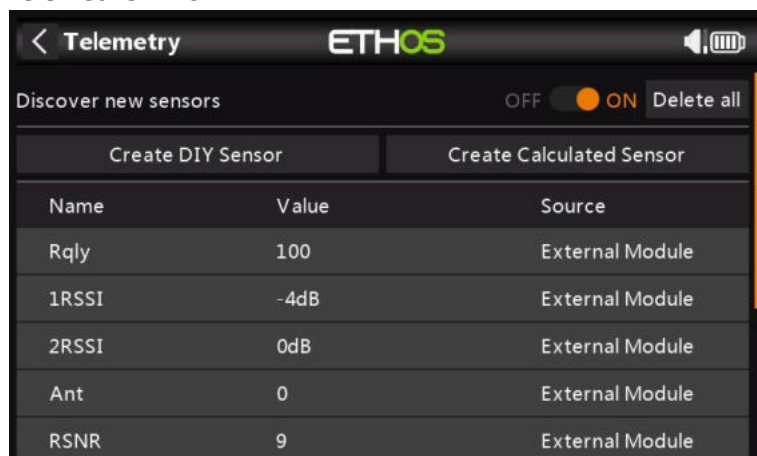 Telemetry ETHOS
Discover new sensors OFF ON Delete all
Create DIY Sensor Create Calculated Sensor
Name Value Source
Rqly 100 External Module
1RSSI -4dB External Module
2RSSI 0dB External Module
Ant 0 External Module
RSNR 9 External Module